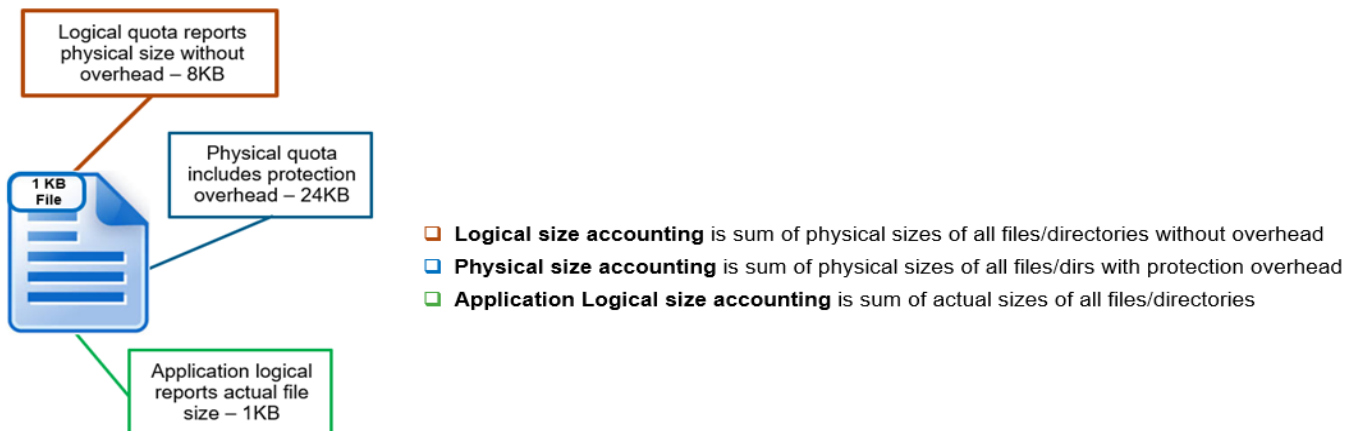 Logical quota reports
physical size without
overhead – 8KB
Physical quota
includes protection
overhead – 24KB
1 KB
File
Logical size accounting is sum of physical sizes of all files/directories without overhead
Physical size accounting is sum of physical sizes of all files/dirs with protection overhead
Application Logical size accounting is sum of actual sizes of all files/directories
Application logical
reports actual file
size – 1KB